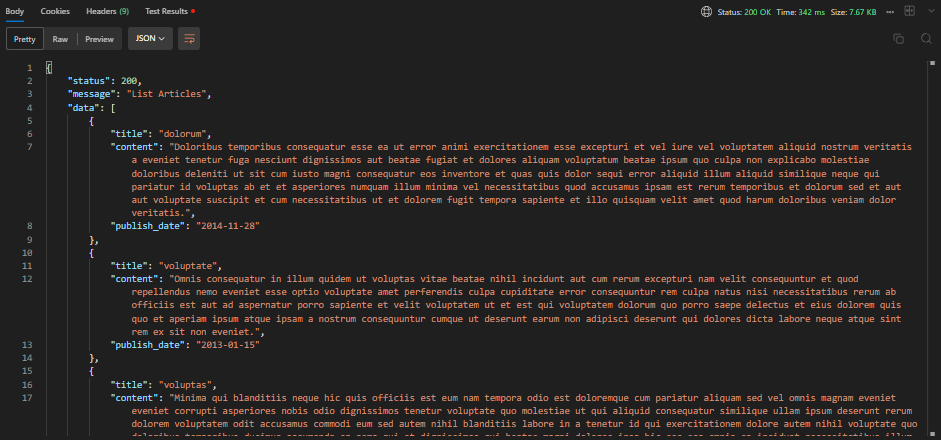 Body Cookies Headers (9) Test Results Status: 200 OK Time: 342 ms Size: 7.67 KB
Pretty Raw Preview JSON
1 {
2 "status": 200,
3 "message": "List Articles",
4 "data": [
5 {
6 "title": "dolorum",
7 "content": "Doloribus temporibus consequatur esse ea ut error animi exercitationem esse excepturi et vel iure vel voluptatem aliquid nostrum veritatis
a eveniet tenetur fuga nesciunt dignissimos aut beatae fugiat et dolores aliquam voluptatum beatae ipsum quo culpa non explicabo molestiae
doloribus deleniti ut sit cum iusto magni consequatur eos inventore et quas quis dolor sequi error aliquid illum aliquid similique neque qui
pariatur id voluptas ab et et asperiores numquam illum minima vel necessitatibus quod accusamus ipsam est rerum temporibus et dolorum sed et aut
aut voluptate suscipit et cum necessitatibus ut et dolorem fugit tempora sapiente et illo quisquam velit amet quod harum doloribus veniam dolor
veritatis.",
8 "publish_date": "2014-11-28"
9 },
10 {
11 "title": "voluptate",
12 "content": "Omnis consequatur in illum quidem ut voluptas vitae beatae nihil incidunt aut cum rerum excepturi nam velit consequuntur et quod
repellendus nemo eveniet esse optio voluptate amet perferendis culpa cupiditate error consequuntur rem culpa natus nisi necessitatibus rerum ab
officiis est aut ad aspernatur porro sapiente et velit voluptatem ut et est qui voluptatem dolorum quo porro saepe delectus et eius dolorem quis
quo et aperiam ipsum atque ipsam a nostrum consequuntur cumque ut deserunt earum non adipisci deserunt qui dolores dicta labore neque atque sint
rem ex sit non eveniet.",
13 "publish_date": "2013-01-15"
14 },
15 {
16 "title": "voluptas",
17 "content": "Minima qui blanditiis neque hic quis officiis est eum nam tempora odio est doloremque cum pariatur aliquam sed vel omnis magnam eveniet
eveniet corrupti asperiores nobis odio dignissimos tenetur voluptate quo molestiae ut qui aliquid consequatur similique ullam ipsum deserunt rerum
dolorem voluptatem odit accusamus commodi eum sed autem nihil blanditiis labore in a tenetur id qui exercitationem dolore autem nihil voluptate quo